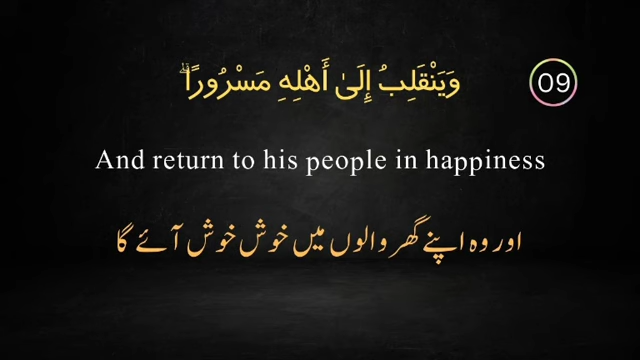 وَيَنْقَلِبُ إِلَىٰ أَهْلِهِ مَسْرُورًا ؕ
09
And return to his people in happiness
اور وہ اپنے گھر والوں میں خوش خوش آئے گا